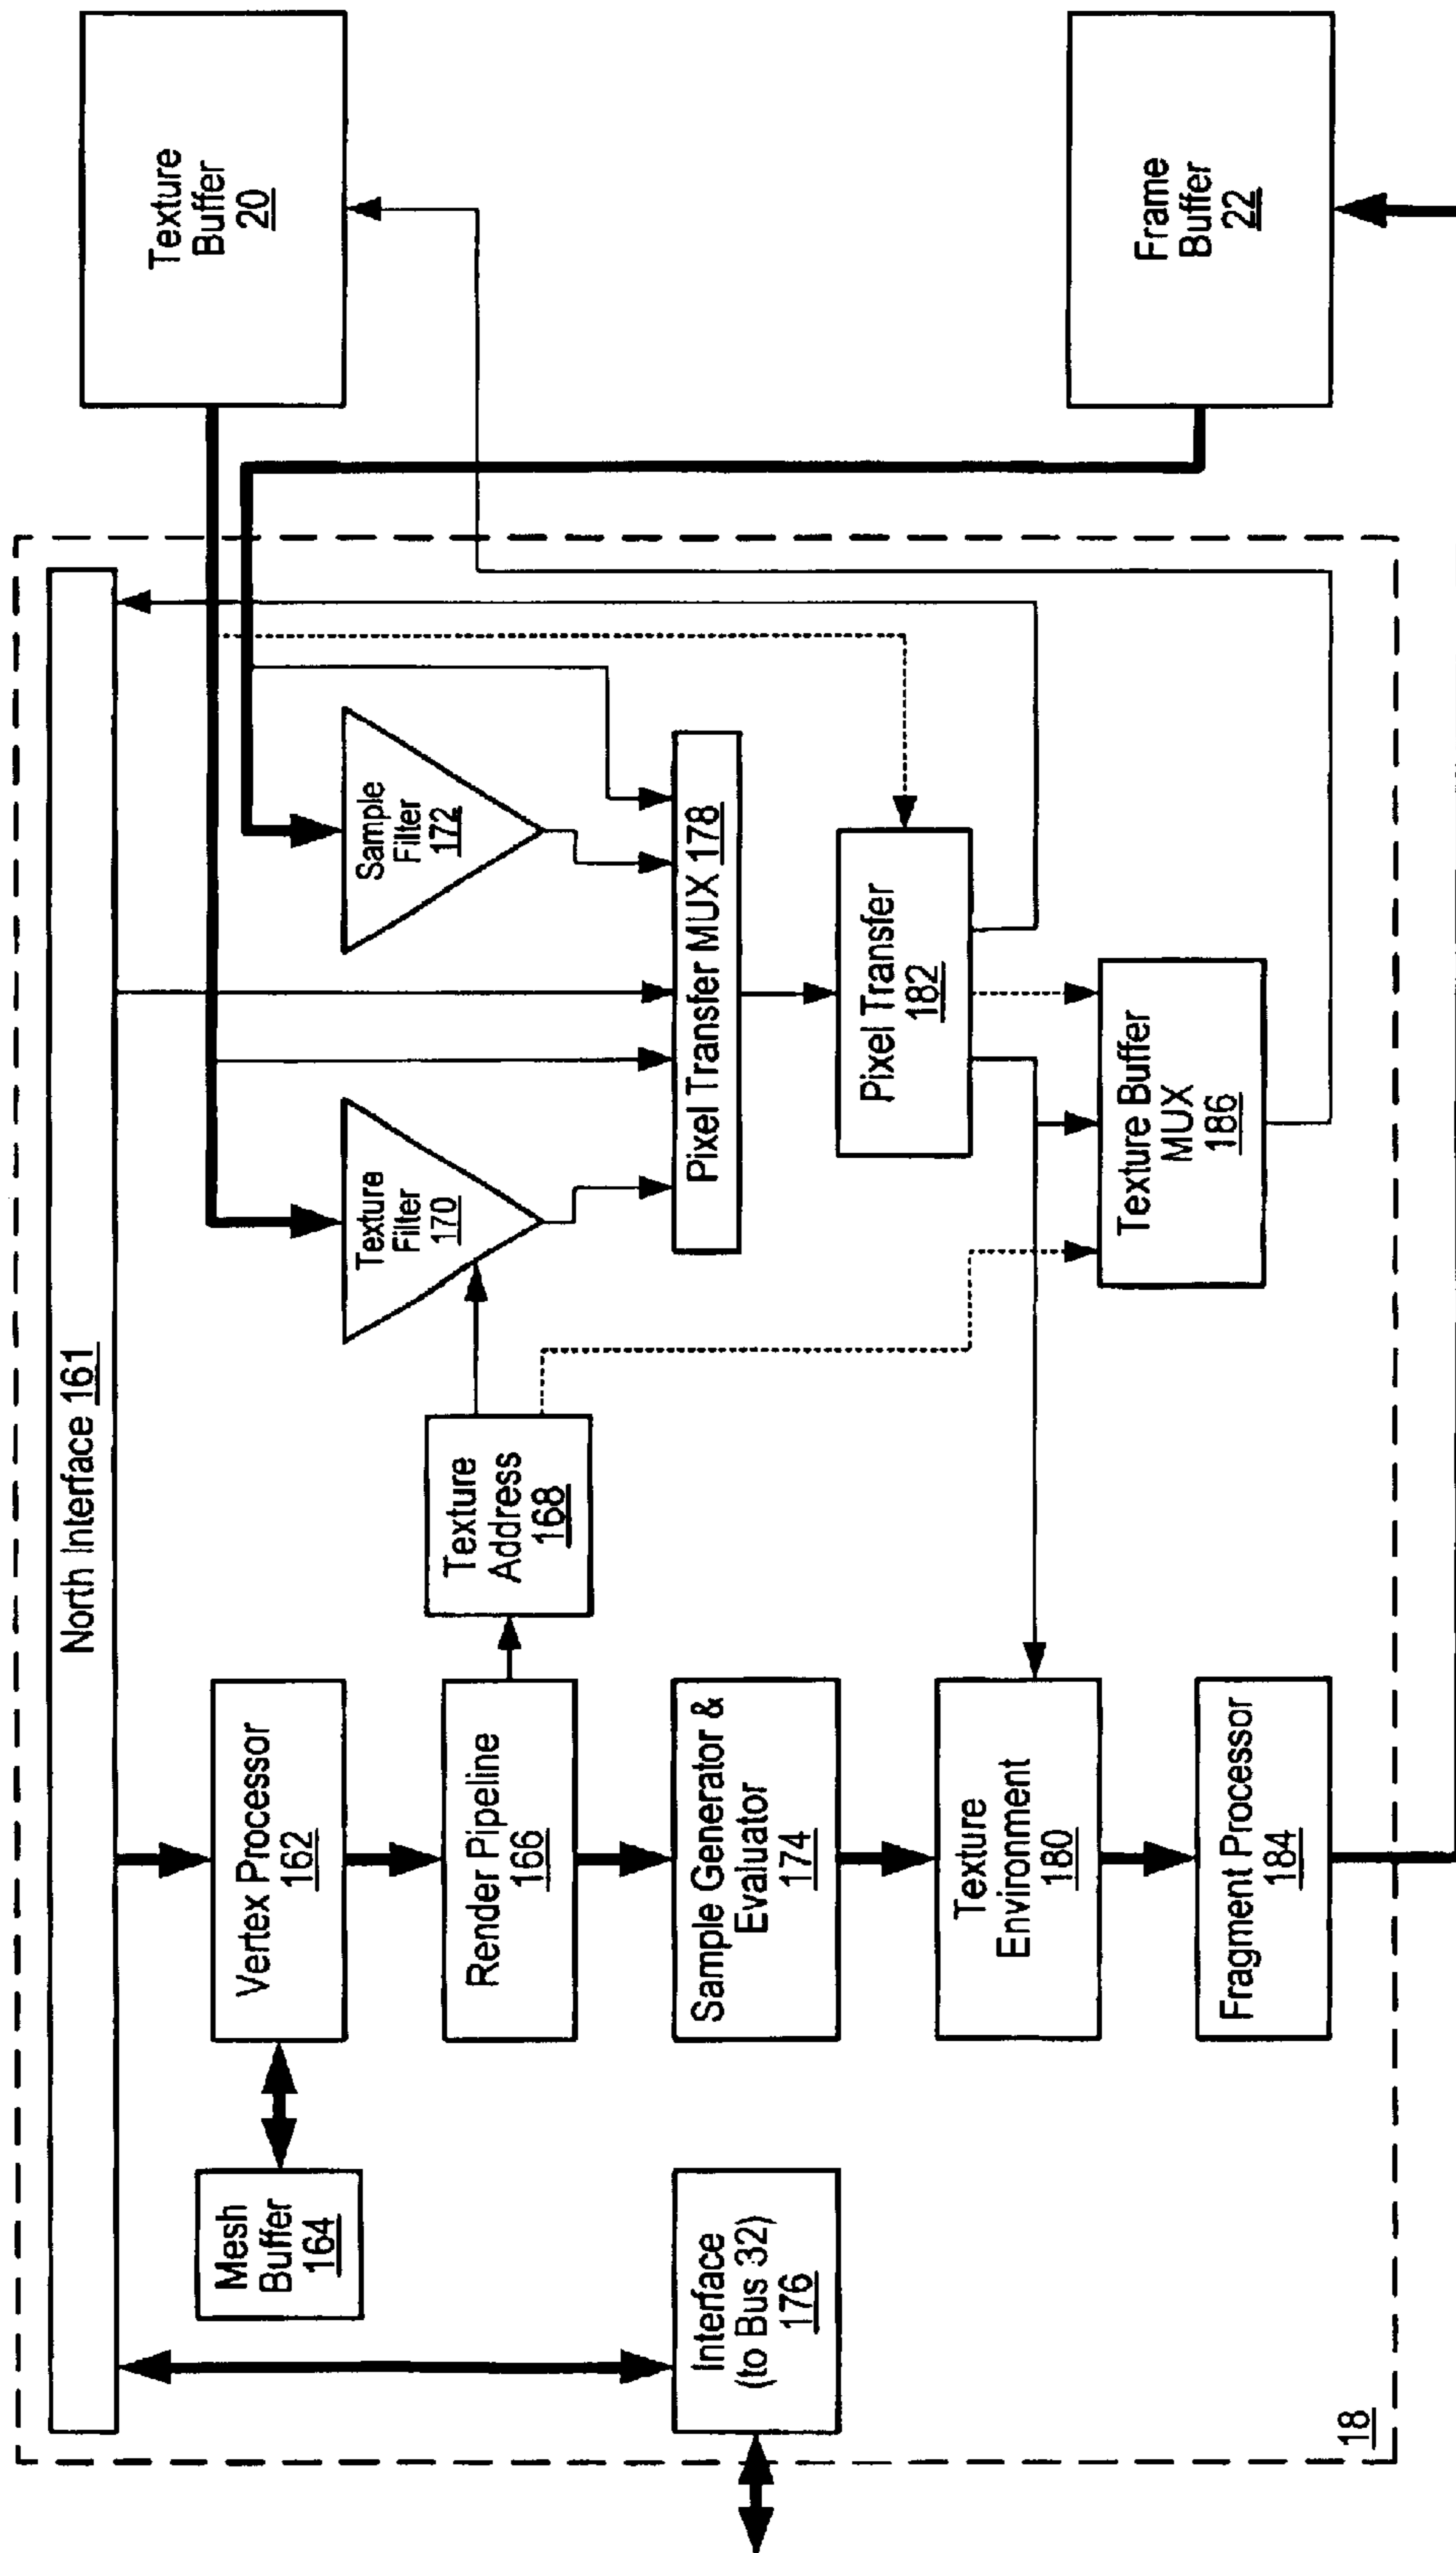 North Interface 161
Mesh
Buffer
164
Vertex Processor
162
Render Pipeline
166
Texture
Address
168
Texture
Filter
170
Sample
Filter
172
Texture
Buffer
20
Interface
(to Bus 32)
176
Sample Generator &
Evaluator
174
Pixel Transfer MUX 178
Pixel Transfer
182
Texture
Environment
180
Texture Buffer
MUX
186
Fragment Processor
184
Frame
Buffer
22
18